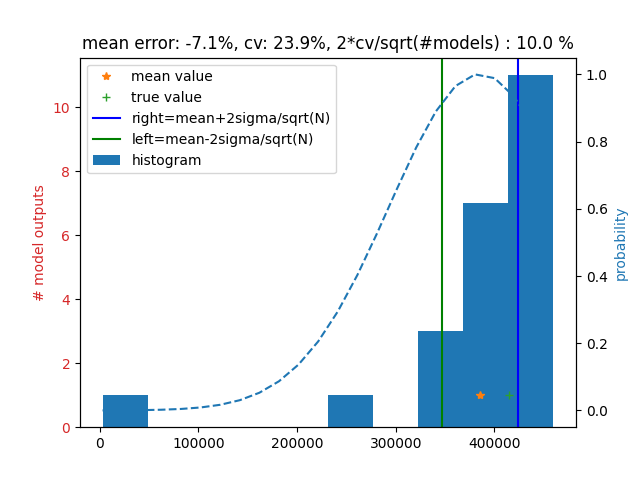 mean error: -7.1%, cv: 23.9%, 2*cv/sqrt(#models) : 10.0 %
mean value
true value
right=mean+2sigma/sqrt(N)
left=mean-2sigma/sqrt(N)
histogram
# model outputs
10
8
6
4
2
0
1.0
0.8
0.6
0.4
0.2
0.0
probability
0 100000 200000 300000 400000